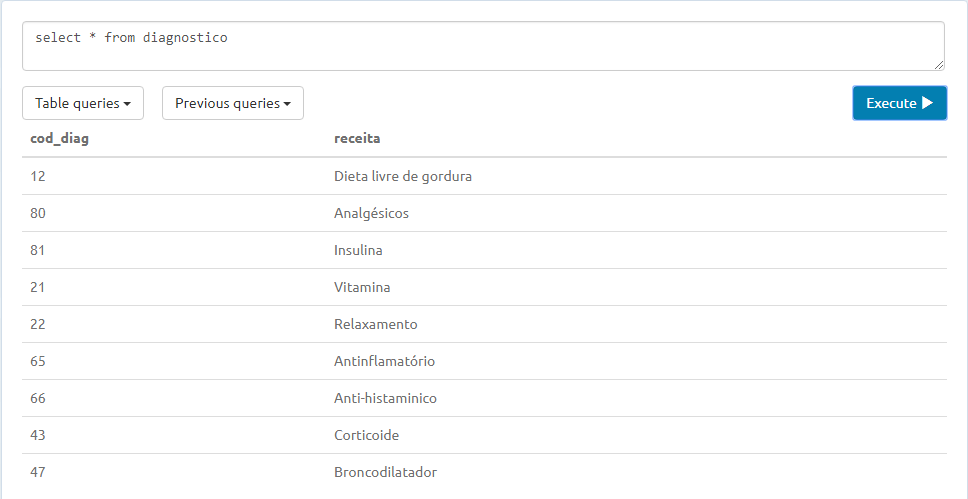 select * from diagnostico
Table queries Previous queries Execute
cod_diag receita
12 Dieta livre de gordura
80 Analgésicos
81 Insulina
21 Vitamina
22 Relaxamento
65 Antinflamatório
66 Anti-histaminico
43 Corticoide
47 Broncodilatador